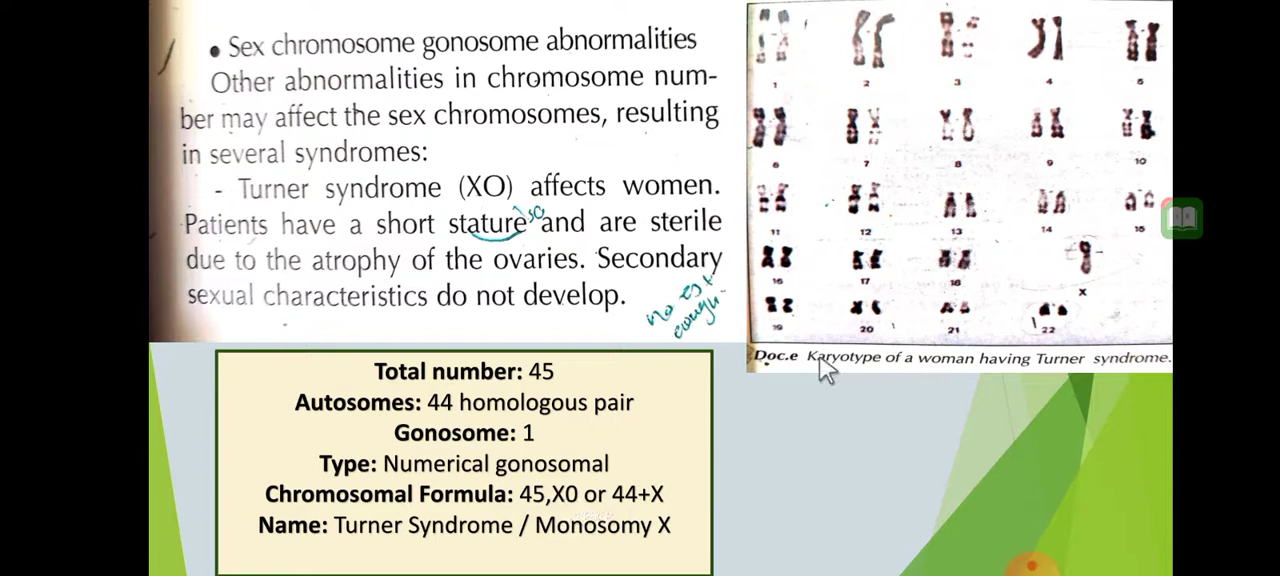 • Sex chromosome gonosome abnormalities
Other abnormalities in chromosome num-
ber may affect the sex chromosomes, resulting
in several syndromes:
- Turner syndrome (XO) affects women.
Patients have a short stature and are sterile
due to the atrophy of the ovaries. Secondary
sexual characteristics do not develop.
Total number: 45
Autosomes: 44 homologous pair
Gonosome: 1
Type: Numerical gonosomal
Chromosomal Formula: 45,X0 or 44+X
Name: Turner Syndrome / Monosomy X
1 2 3 4 5
6 7 8 9 10
11 12 13 14 15
16 17 18 X
19 20 21 22
Doc.e Karyotype of a woman having Turner syndrome.